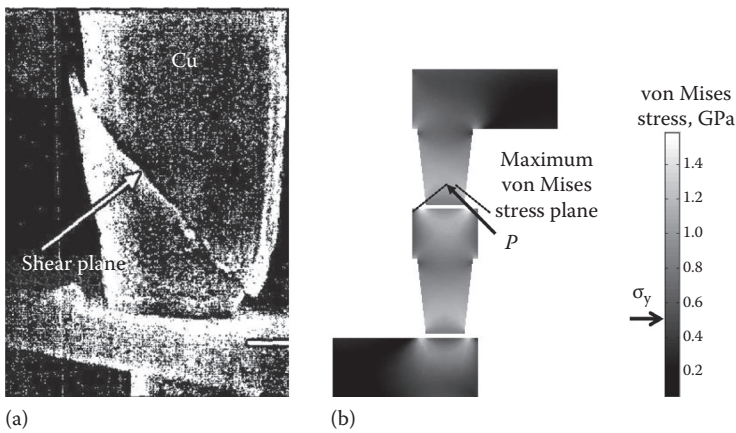 Cu
Shear plane
(a)
Maximum
von Mises
stress plane
P
(b)
von Mises
stress, GPa
1.4
1.2
1.0
0.8
0.6
σy
0.4
0.2